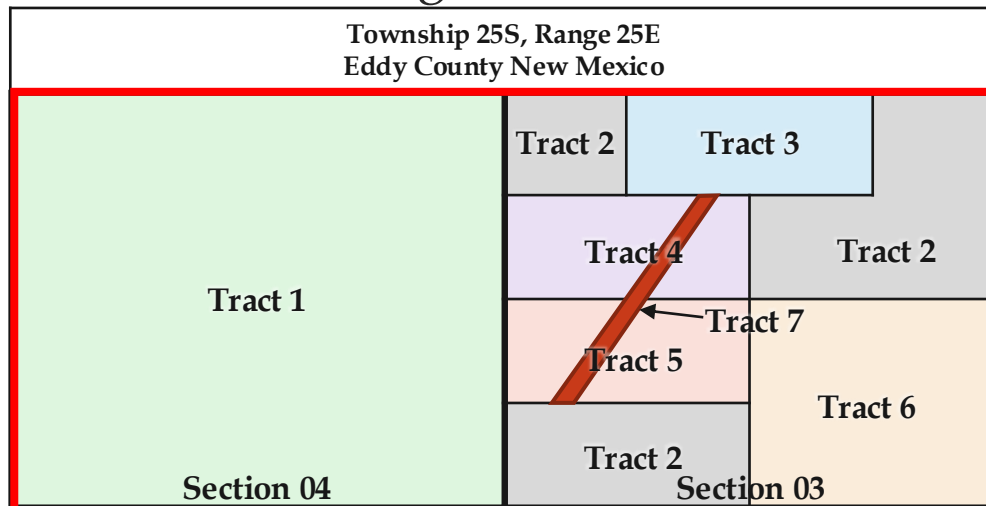 Township 25S, Range 25E
Eddy County New Mexico
Tract 2
Tract 3
Tract 4
Tract 2
Tract 1
Tract 7
Tract 5
Tract 6
Tract 2
Section 04
Section 03